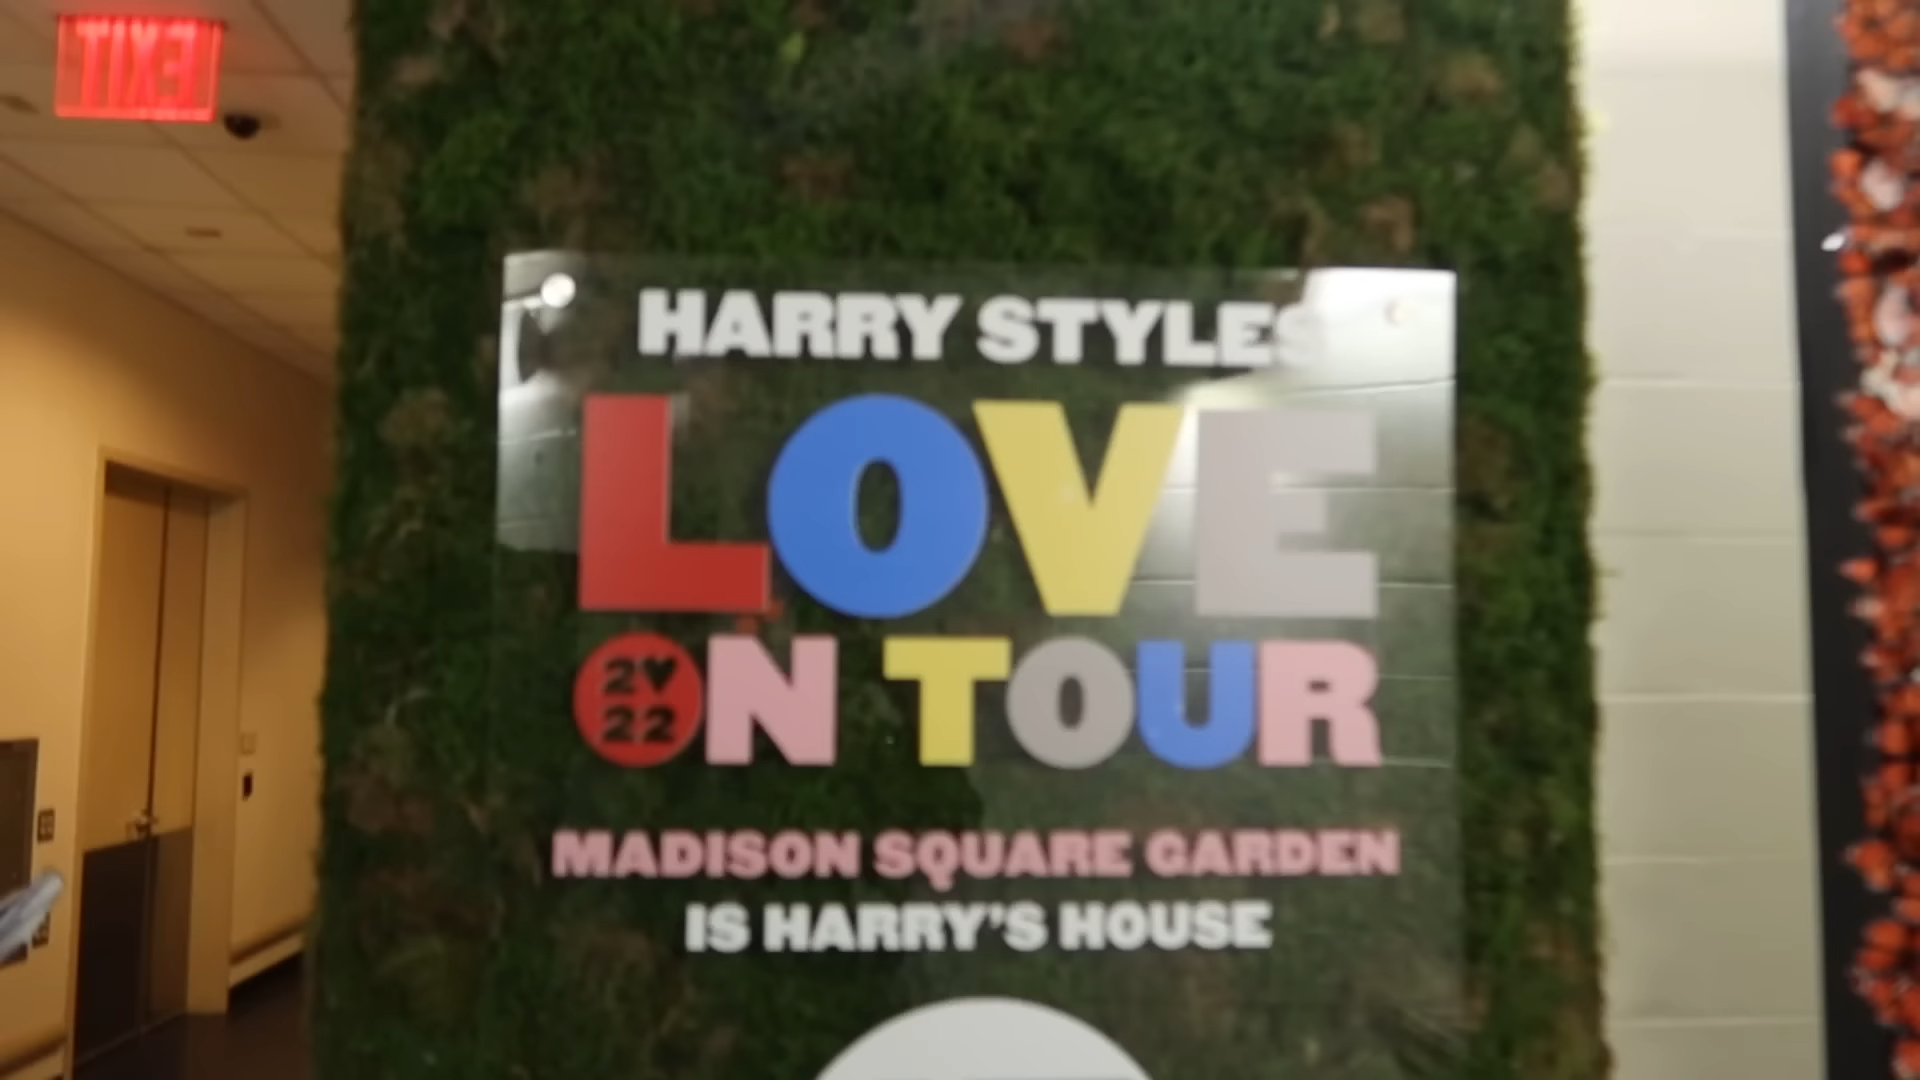 EXIT
HARRY STYLES
LOVE
ON TOUR
2♥22
MADISON SQUARE GARDEN
IS HARRY'S HOUSE